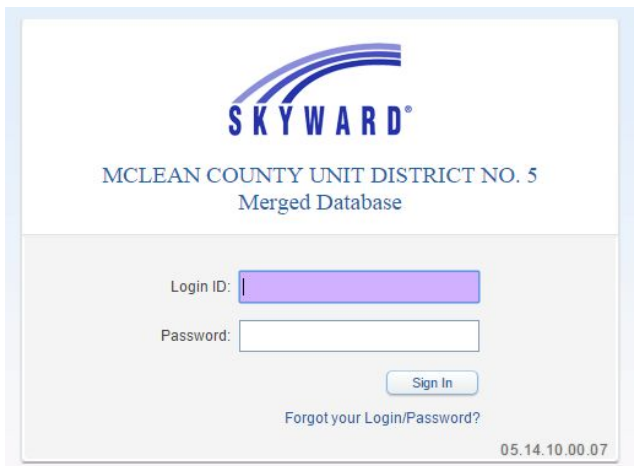 SKYWARD®
MCLEAN COUNTY UNIT DISTRICT NO. 5
Merged Database
Login ID:
Password:
Sign In
Forgot your Login/Password?
05.14.10.00.07